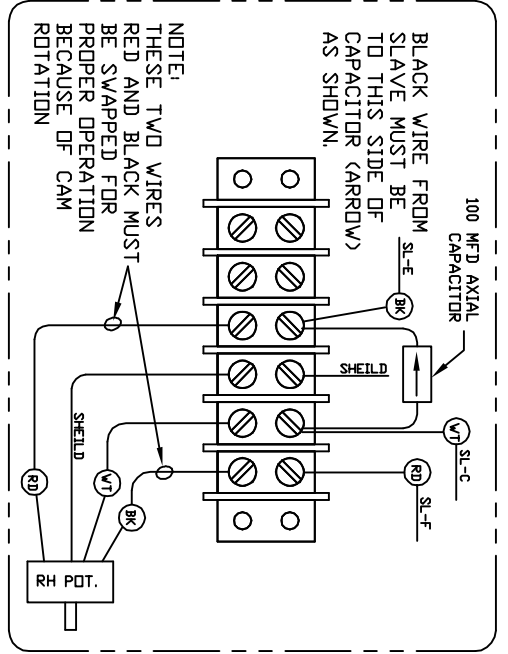 BLACK WIRE FROM
SLAVE MUST BE
TO THIS SIDE OF
CAPACITOR (ARROW)
AS SHOWN.
NOTE:
THESE TWO WIRES
RED AND BLACK MUST
BE SWAPPED FOR
PROPER OPERATION
BECAUSE OF CAM
ROTATION
100 MFD AXIAL
CAPACITOR
SL-E
BK
SHEILD
WT
SL-C
RD
SL-F
SHEILD
RD
WT
BK
RH POT.